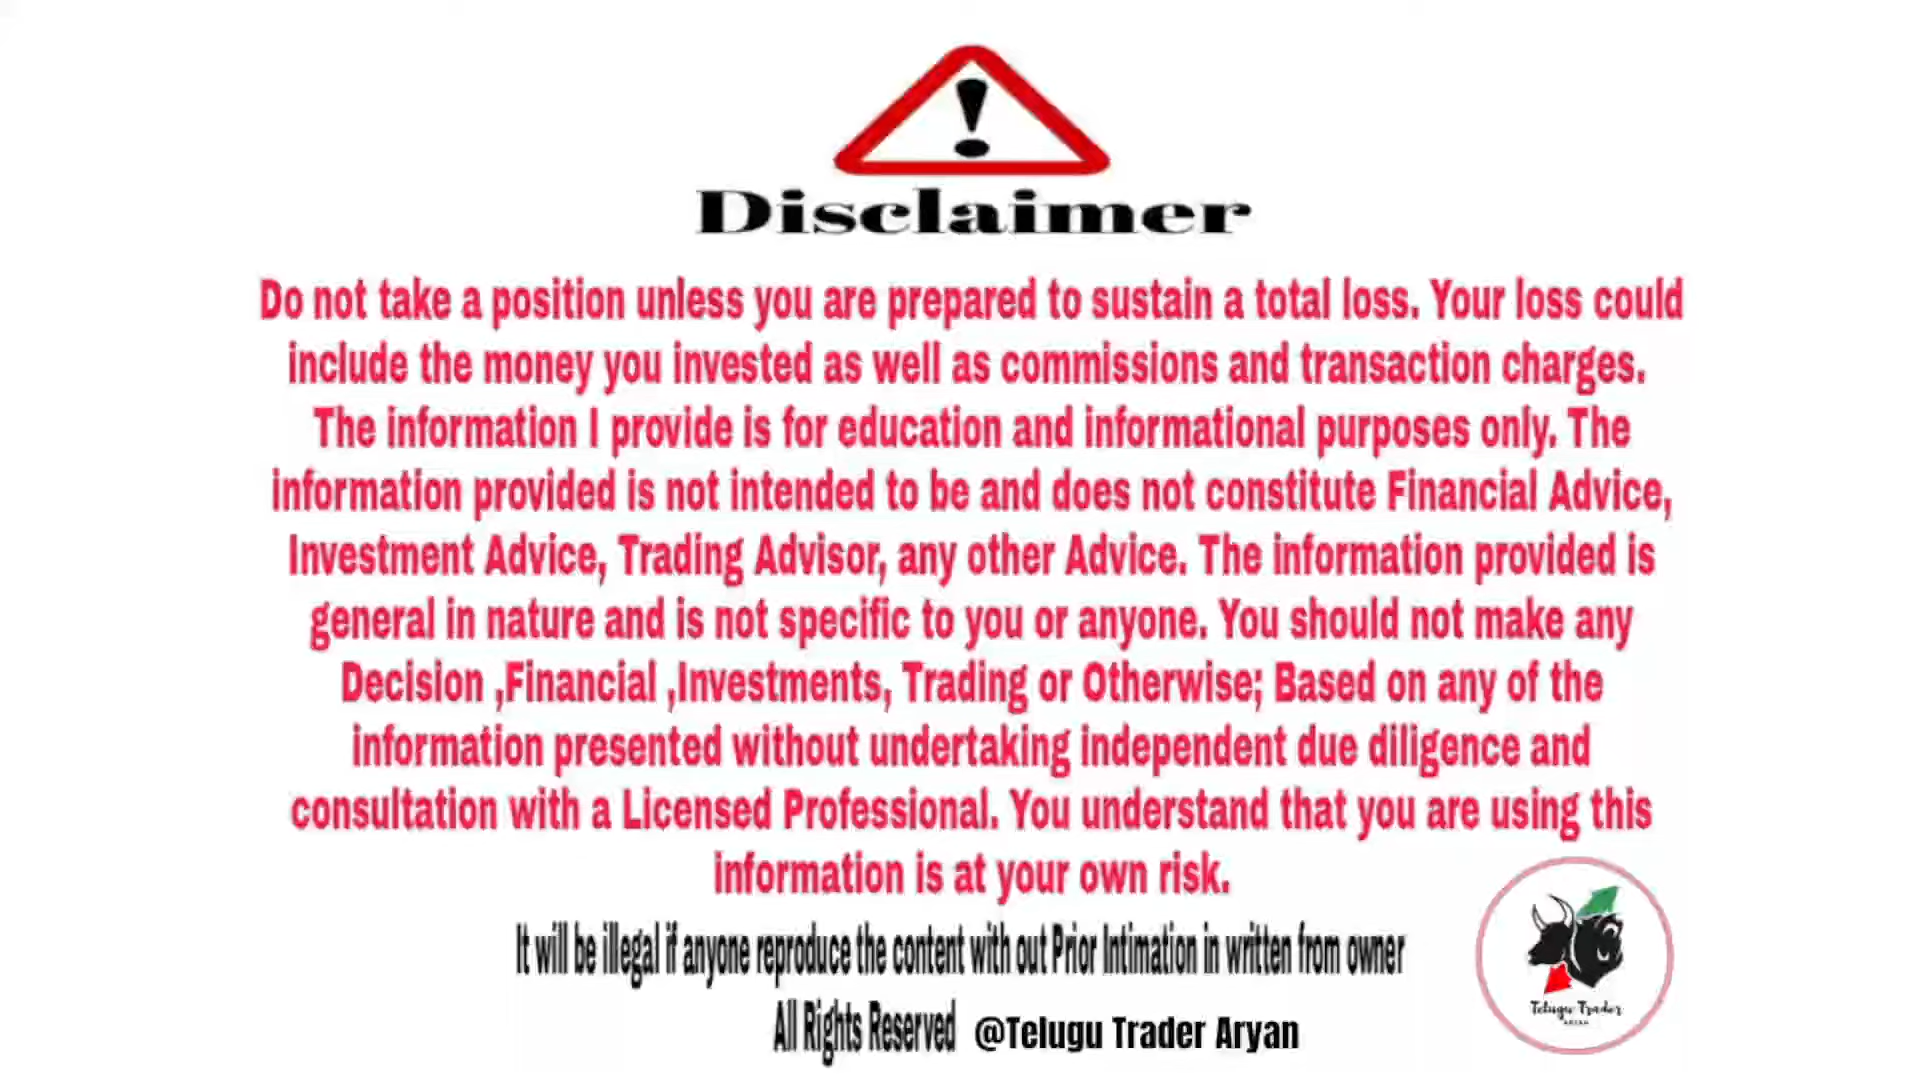 !
Disclaimer
Do not take a position unless you are prepared to sustain a total loss. Your loss could
include the money you invested as well as commissions and transaction charges.
The information I provide is for education and informational purposes only. The
information provided is not intended to be and does not constitute Financial Advice,
Investment Advice, Trading Advisor, any other Advice. The information provided is
general in nature and is not specific to you or anyone. You should not make any
Decision ,Financial ,Investments, Trading or Otherwise; Based on any of the
information presented without undertaking independent due diligence and
consultation with a Licensed Professional. You understand that you are using this
information is at your own risk.
It will be illegal if anyone reproduce the content with out Prior Intimation in written from owner
All Rights Reserved @Telugu Trader Aryan
Telugu Trader
ARYAN